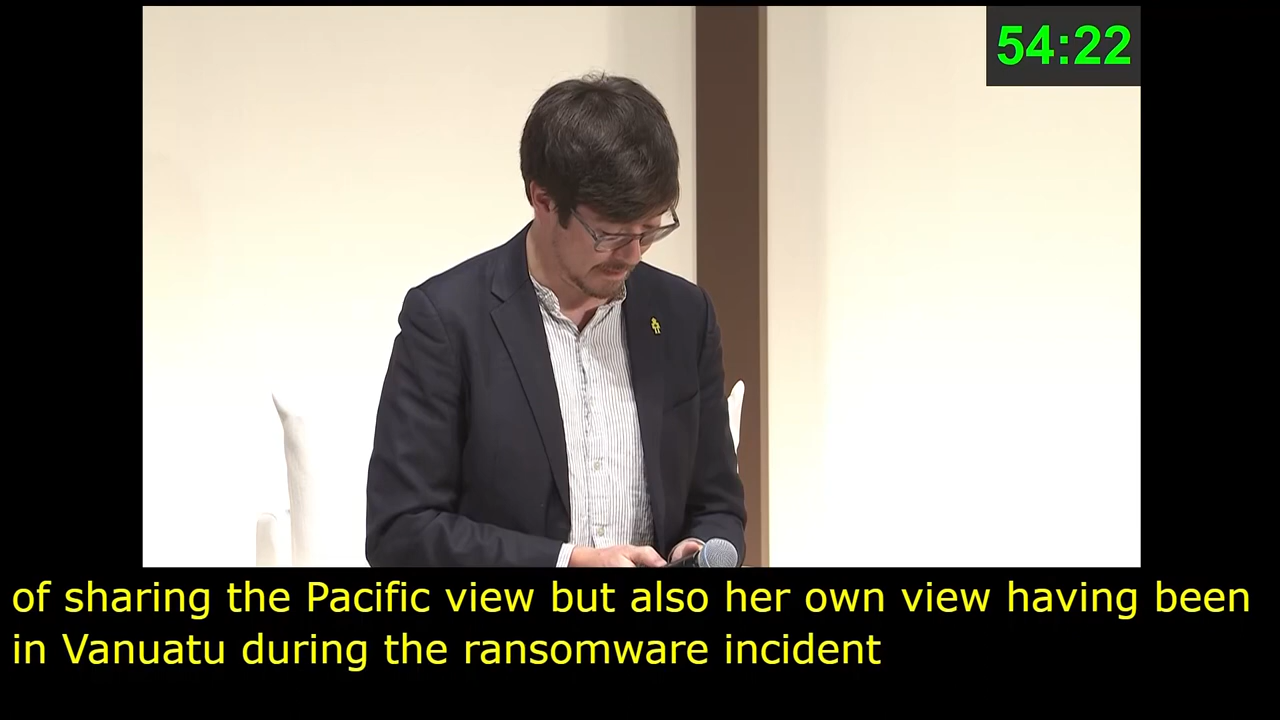 54:22
of sharing the Pacific view but also her own view having been
in Vanuatu during the ransomware incident